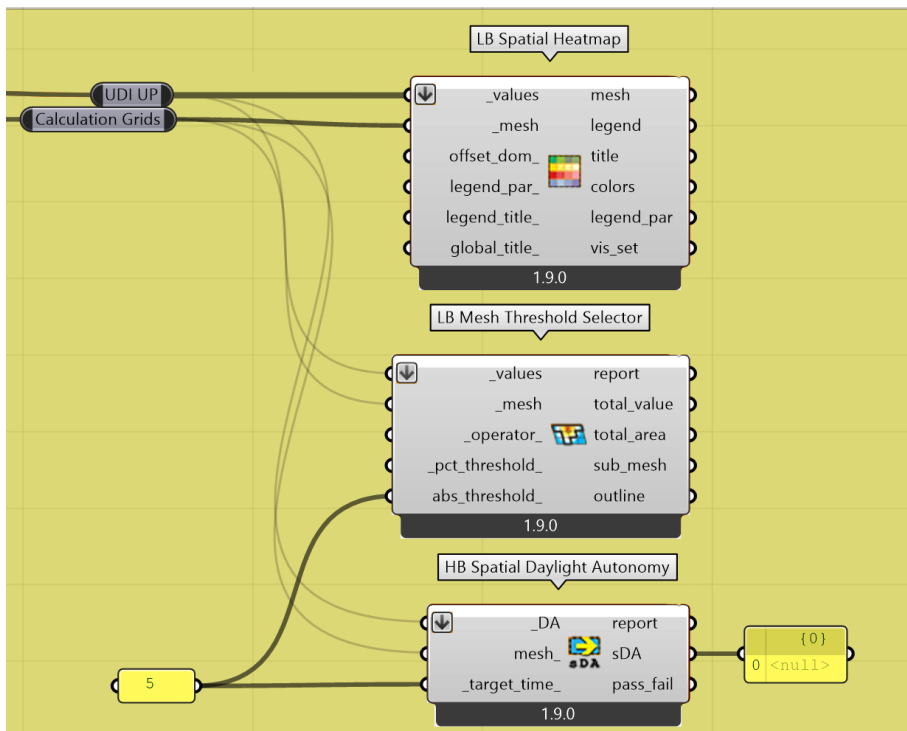 LB Spatial Heatmap
UDI UP
Calculation Grids
_values mesh
_mesh legend
offset_dom_ title
legend_par_ colors
legend_title_ legend_par
global_title_ vis_set
1.9.0
LB Mesh Threshold Selector
_values report
_mesh total_value
_operator_ total_area
_pct_threshold_ sub_mesh
abs_threshold_ outline
1.9.0
HB Spatial Daylight Autonomy
_DA report
mesh_ sDA sDA
_target_time_ pass_fail
1.9.0
5
{0}
0 <null>